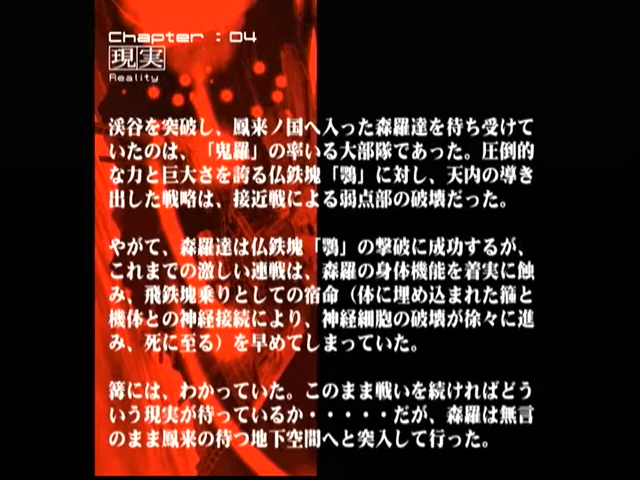 Chapter : 04
現実
Reality
渓谷を突破し、鳳来ノ国へ入った森羅達を待ち受けて
いたのは、「鬼羅」の率いる大部隊であった。圧倒的
な力と巨大さを誇る仏鉄塊「鶚」に対し、天内の導き
出した戦略は、接近戦による弱点部の破壊だった。
やがて、森羅達は仏鉄塊「鶚」の撃破に成功するが、
これまでの激しい連戦は、森羅の身体機能を着実に蝕
み、飛鉄塊乗りとしての宿命（体に埋め込まれた箍と
機体との神経接続により、神経細胞の破壊が徐々に進
み、死に至る）を早めてしまっていた。
篝には、わかっていた。このまま戦いを続ければどう
いう現実が待っているか・・・・・だが、森羅は無言
のまま鳳来の待つ地下空間へと突入して行った。